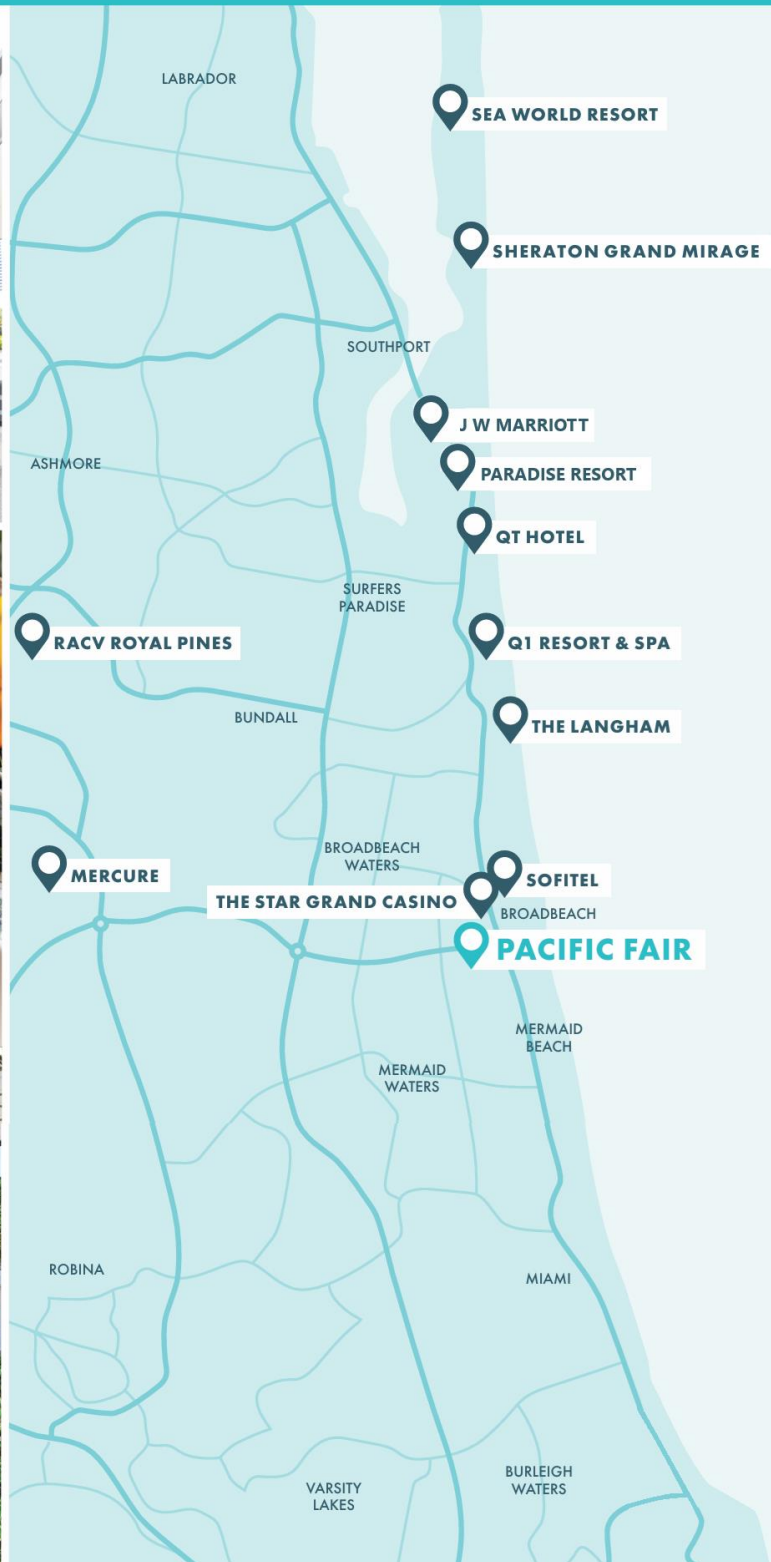 LABRADOR
SEA WORLD RESORT
SHERATON GRAND MIRAGE
SOUTHPORT
J W MARRIOTT
ASHMORE
PARADISE RESORT
QT HOTEL
SURFERS
PARADISE
RACV ROYAL PINES
Q1 RESORT & SPA
BUNDALL
THE LANGHAM
BROADBEACH
WATERS
MERCURE
SOFITEL
THE STAR GRAND CASINO
BROADBEACH
PACIFIC FAIR
MERMAID
BEACH
MERMAID
WATERS
ROBINA
MIAMI
BURLEIGH
WATERS
VARSITY
LAKES